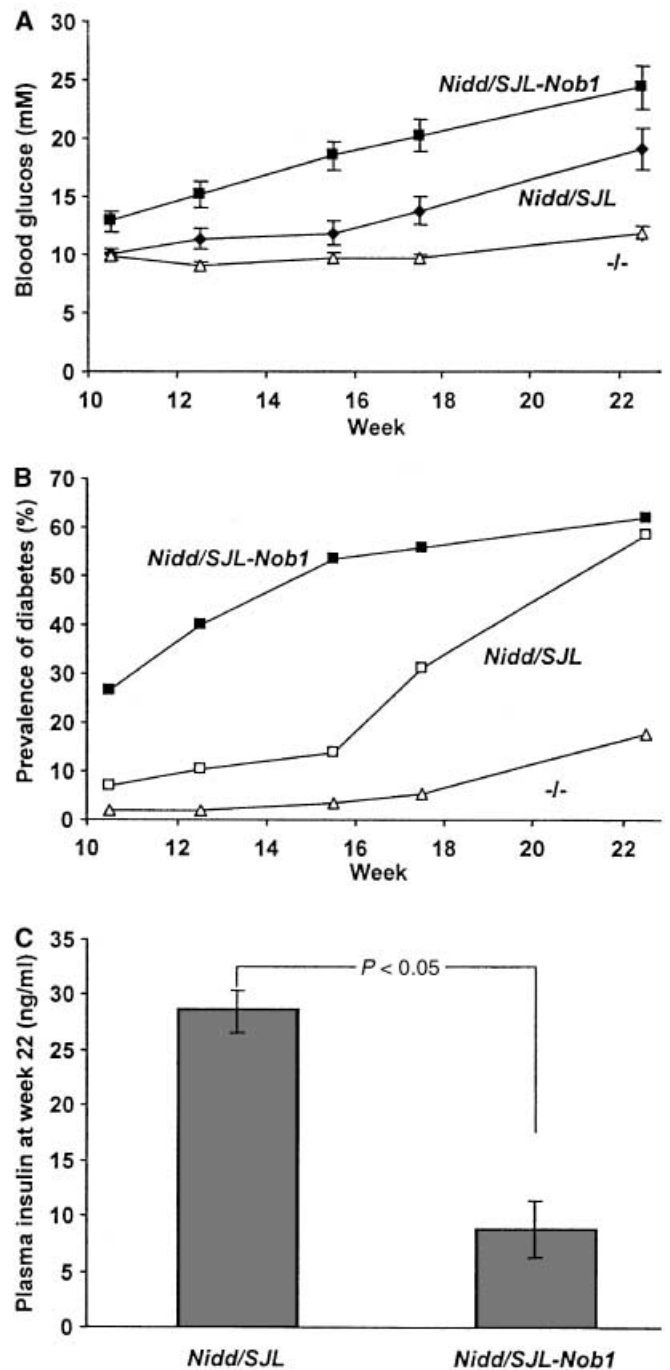 A
Blood glucose (mM)
30
25
20
15
10
5
0
Nidd/SJL-Nob1
Nidd/SJL
-/-
10 12 14 16 18 20 22
Week
B
Prevalence of diabetes (%)
70
60
50
40
30
20
10
0
Nidd/SJL-Nob1
Nidd/SJL
-/-
10 12 14 16 18 20 22
Week
C
Plasma insulin at week 22 (ng/ml)
35
30
25
20
15
10
5
0
P < 0.05
Nidd/SJL Nidd/SJL-Nob1